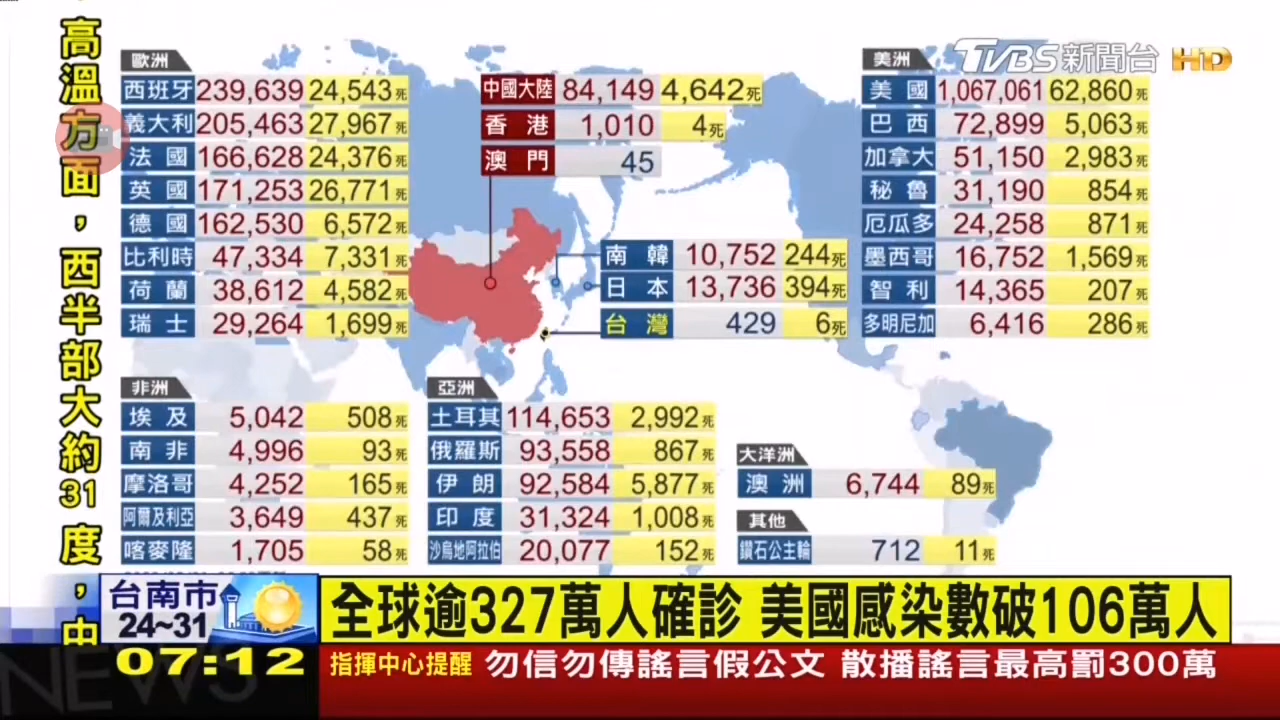 高溫方面，西半部大約31度，中
TVBS新聞台 HD
歐洲
西班牙 239,639 24,543死
義大利 205,463 27,967死
法國 166,628 24,376死
英國 171,253 26,771死
德國 162,530 6,572死
比利時 47,334 7,331死
荷蘭 38,612 4,582死
瑞士 29,264 1,699死
中國大陸 84,149 4,642死
香港 1,010 4死
澳門 45
南韓 10,752 244死
日本 13,736 394死
台灣 429 6死
美洲
美國 1,067,061 62,860死
巴西 72,899 5,063死
加拿大 51,150 2,983死
秘魯 31,190 854死
厄瓜多 24,258 871死
墨西哥 16,752 1,569死
智利 14,365 207死
多明尼加 6,416 286死
非洲
埃及 5,042 508死
南非 4,996 93死
摩洛哥 4,252 165死
阿爾及利亞 3,649 437死
喀麥隆 1,705 58死
亞洲
土耳其 114,653 2,992死
俄羅斯 93,558 867死
伊朗 92,584 5,877死
印度 31,324 1,008死
沙烏地阿拉伯 20,077 152死
大洋洲
澳洲 6,744 89死
其他
鑽石公主輪 712 11死
台南市
24~31
全球逾327萬人確診 美國感染數破106萬人
07:12
指揮中心提醒 勿信勿傳謠言假公文 散播謠言最高罰300萬
NEWS